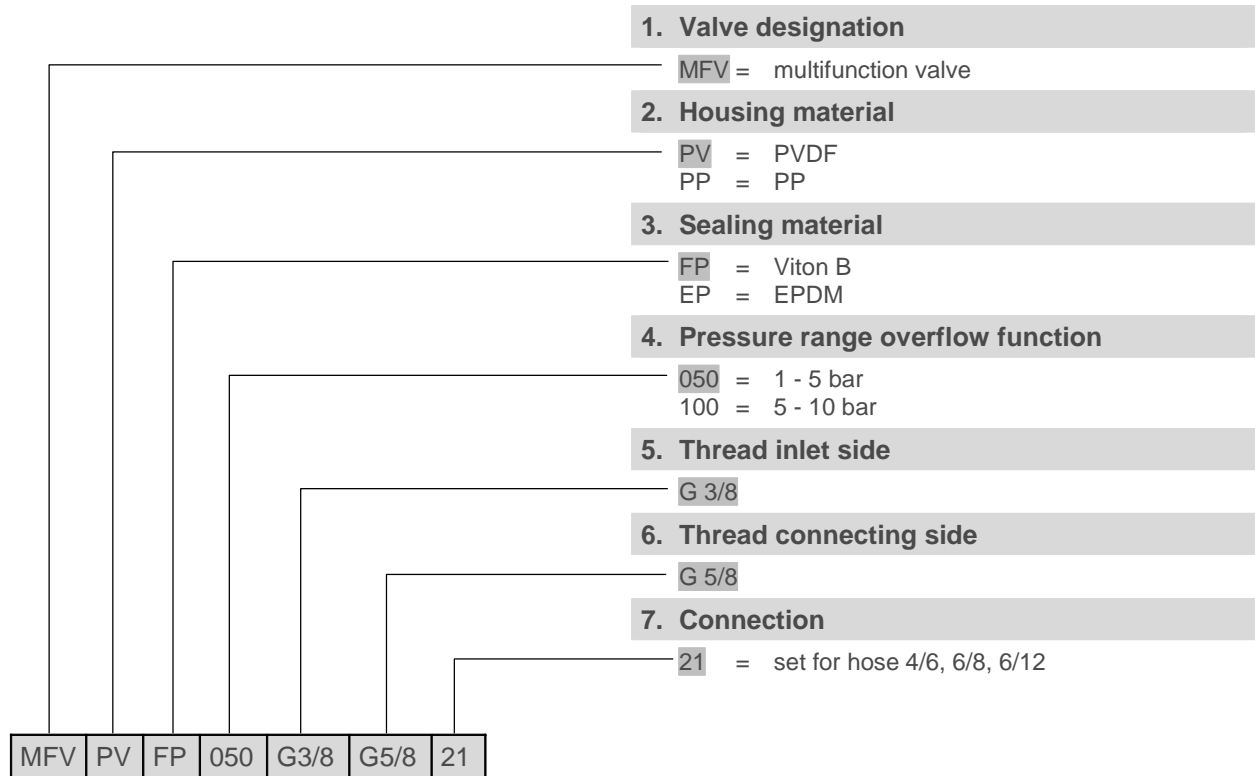 1. Valve designation
MFV = multifunction valve
2. Housing material
PV = PVDF
PP = PP
3. Sealing material
FP = Viton B
EP = EPDM
4. Pressure range overflow function
050 = 1 - 5 bar
100 = 5 - 10 bar
5. Thread inlet side
G 3/8
6. Thread connecting side
G 5/8
7. Connection
21 = set for hose 4/6, 6/8, 6/12
MFV PV FP 050 G3/8 G5/8 21